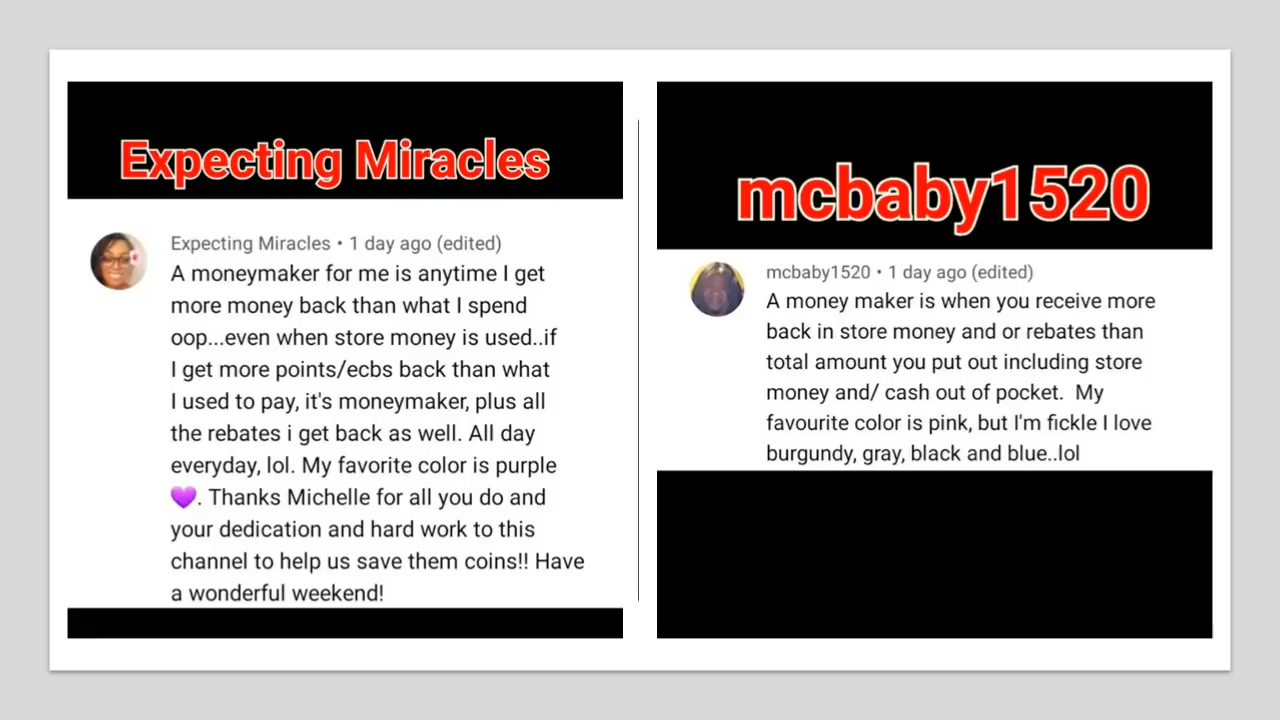 Expecting Miracles
Expecting Miracles • 1 day ago (edited)
A moneymaker for me is anytime I get
more money back than what I spend
oop...even when store money is used..if
I get more points/ecbs back than what
I used to pay, it's moneymaker, plus all
the rebates i get back as well. All day
everyday, lol. My favorite color is purple
💜. Thanks Michelle for all you do and
your dedication and hard work to this
channel to help us save them coins!! Have
a wonderful weekend!
mcbaby1520
mcbaby1520 • 1 day ago (edited)
A money maker is when you receive more
back in store money and or rebates than
total amount you put out including store
money and/ cash out of pocket. My
favourite color is pink, but I'm fickle I love
burgundy, gray, black and blue..lol